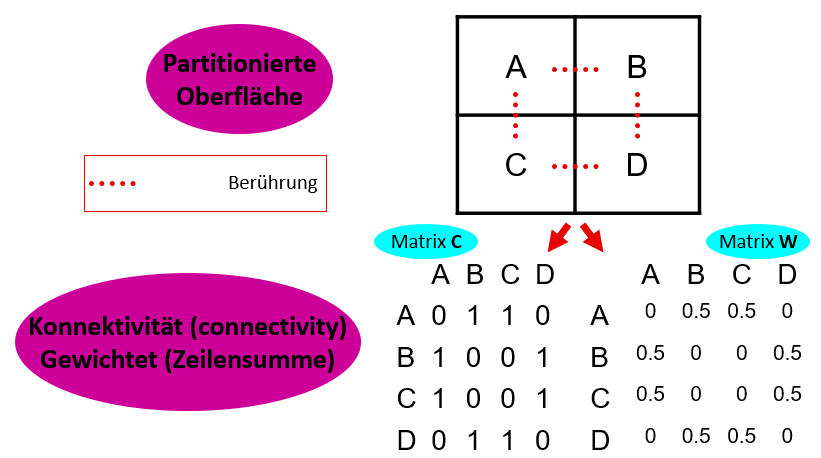 Partitionierte
Oberfläche
A B
C D
Berührung
Matrix C
Matrix W
A B C D
A 0 1 1 0
B 1 0 0 1
C 1 0 0 1
D 0 1 1 0
A B C D
A 0 0.5 0.5 0
B 0.5 0 0 0.5
C 0.5 0 0 0.5
D 0 0.5 0.5 0
Konnektivität (connectivity)
Gewichtet (Zeilensumme)